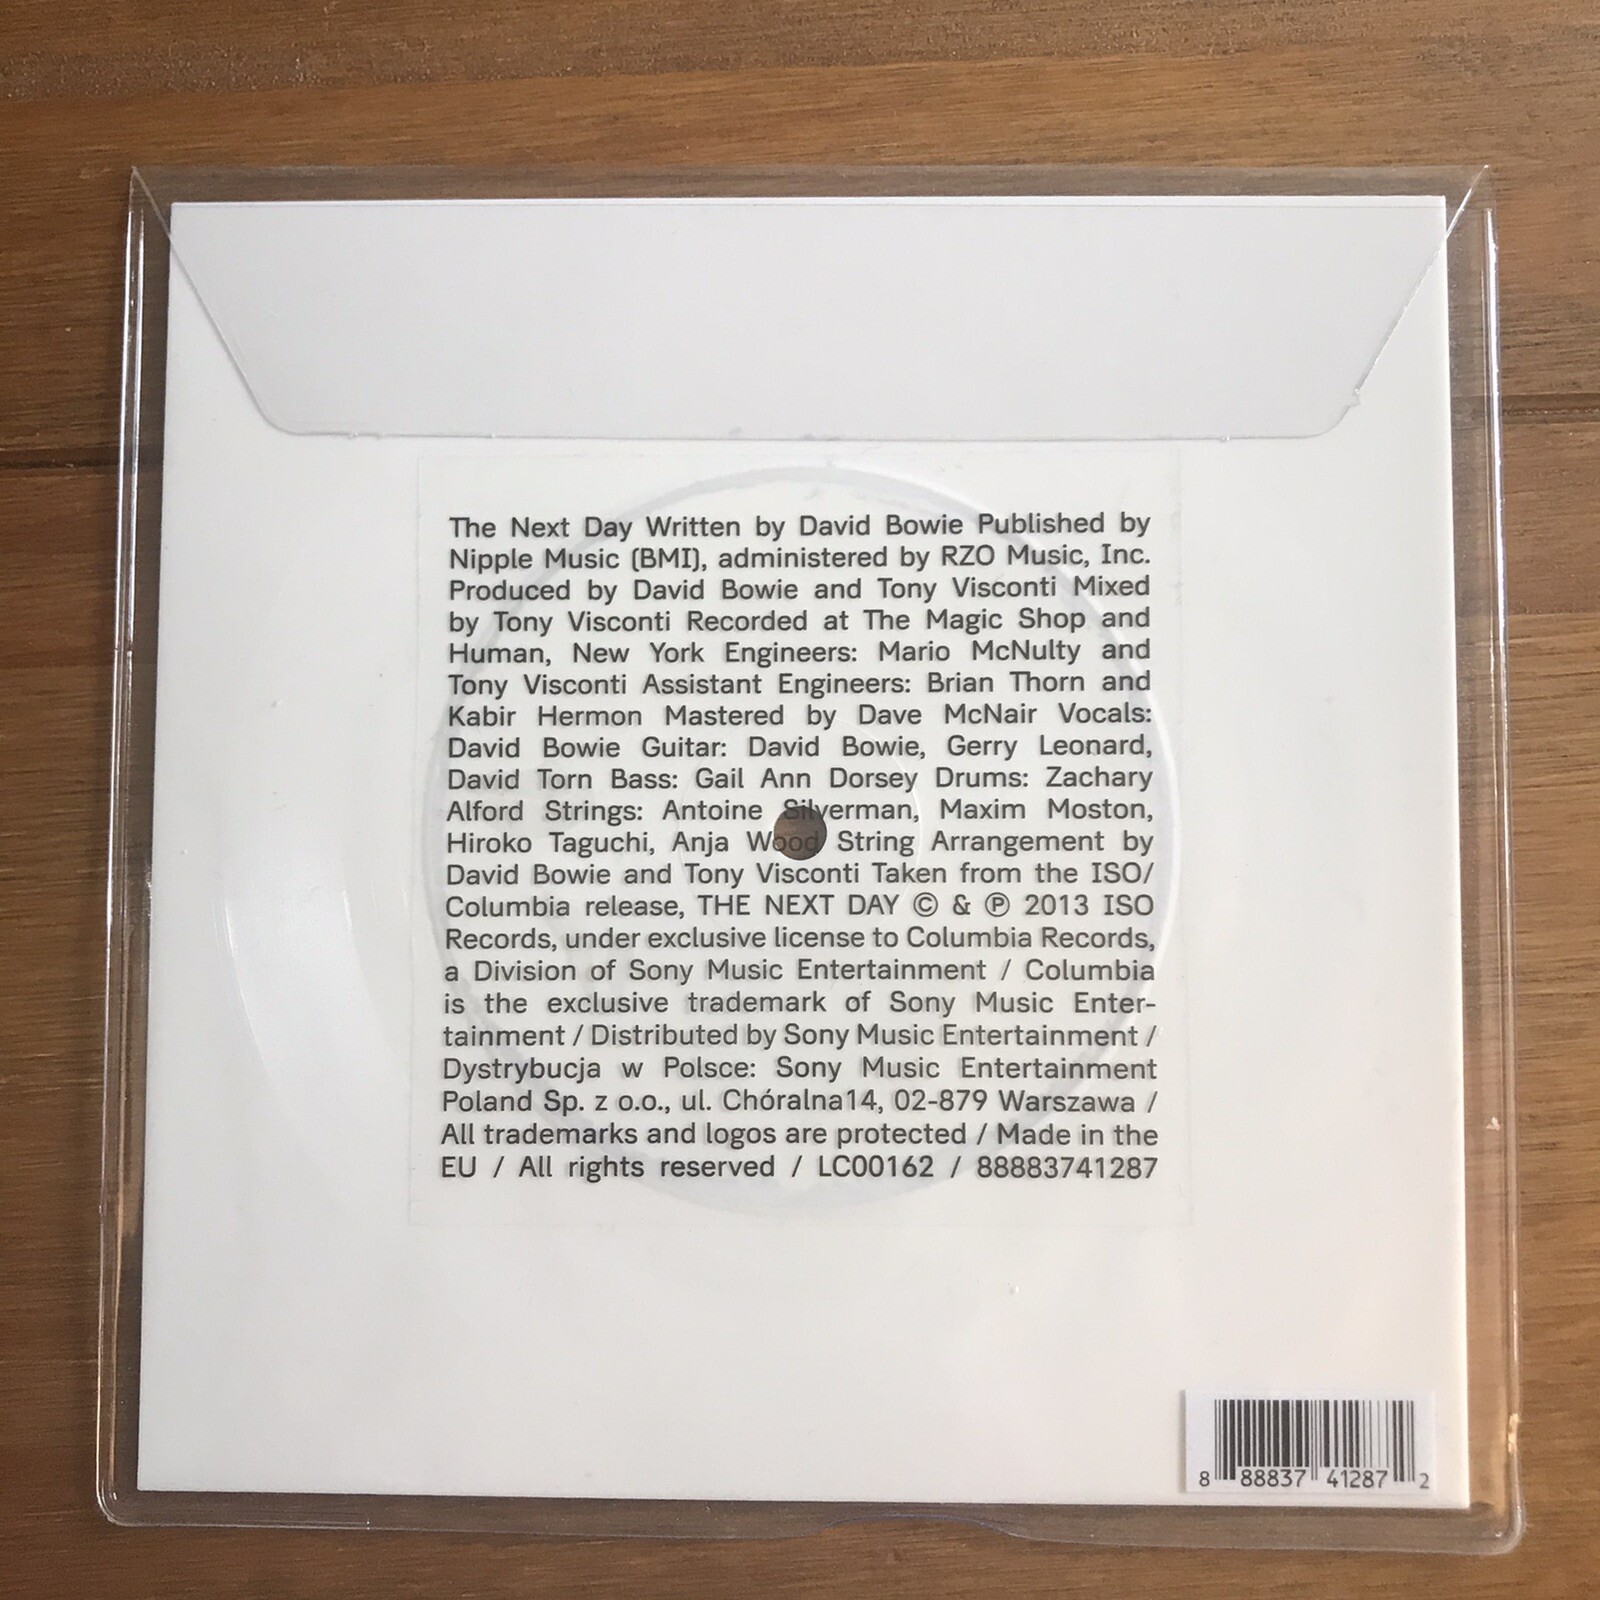 The Next Day Written by David Bowie Published by
Nipple Music (BMI), administered by RZO Music, Inc.
Produced by David Bowie and Tony Visconti Mixed
by Tony Visconti Recorded at The Magic Shop and
Human, New York Engineers: Mario McNulty and
Tony Visconti Assistant Engineers: Brian Thorn and
Kabir Hermon Mastered by Dave McNair Vocals:
David Bowie Guitar: David Bowie, Gerry Leonard,
David Torn Bass: Gail Ann Dorsey Drums: Zachary
Alford Strings: Antoine Silverman, Maxim Moston,
Hiroko Taguchi, Anja Wood String Arrangement by
David Bowie and Tony Visconti Taken from the ISO/
Columbia release, THE NEXT DAY © & ℗ 2013 ISO
Records, under exclusive license to Columbia Records,
a Division of Sony Music Entertainment / Columbia
is the exclusive trademark of Sony Music Enter-
tainment / Distributed by Sony Music Entertainment /
Dystrybucja w Polsce: Sony Music Entertainment
Poland Sp. z o.o., ul. Chóralna14, 02-879 Warszawa /
All trademarks and logos are protected / Made in the
EU / All rights reserved / LC00162 / 88883741287
8 88837 41287 2